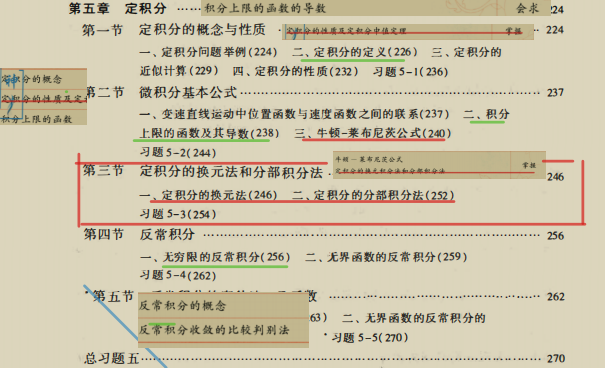 第五章 定积分 …… 积分上限的函数的导数 会求 224
第一节 定积分的概念与性质 定积分的性质及定积分中值定理 掌握 224
一、定积分问题举例(224) 二、定积分的定义(226) 三、定积分的
近似计算(229) 四、定积分的性质(232) 习题5-1(236)
定积分的概念
定积分的性质及定
积分上限的函数
第二节 微积分基本公式 237
一、变速直线运动中位置函数与速度函数之间的联系(237) 二、积分
上限的函数及其导数(238) 三、牛顿-莱布尼茨公式(240)
习题5-2(244)
牛顿-莱布尼茨公式
定积分的换元积分法和分部积分法 掌握
第三节 定积分的换元法和分部积分法 246
一、定积分的换元法(246) 二、定积分的分部积分法(252)
习题5-3(254)
第四节 反常积分 256
一、无穷限的反常积分(256) 二、无界函数的反常积分(259)
习题5-4(262)
*第五节 函数 262
反常积分的概念
反常积分收敛的比较判别法
63) 二、无界函数的反常积分的
*习题5-5(270)
总习题五 270